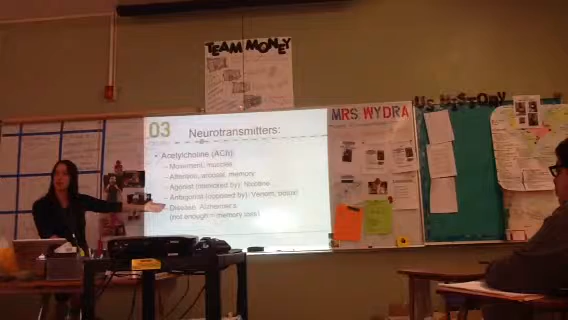 TEAM MONEY
03
Neurotransmitters:
Acetylcholine (ACh)
– Movement, muscles
– Attention, arousal, memory
– Agonist (mimicked by): Nicotine
– Antagonist (opposed by): Venom, botox)
– Disease: Alzheimer's
(not enough = memory loss)
MRS WYDRA
US HISTORY